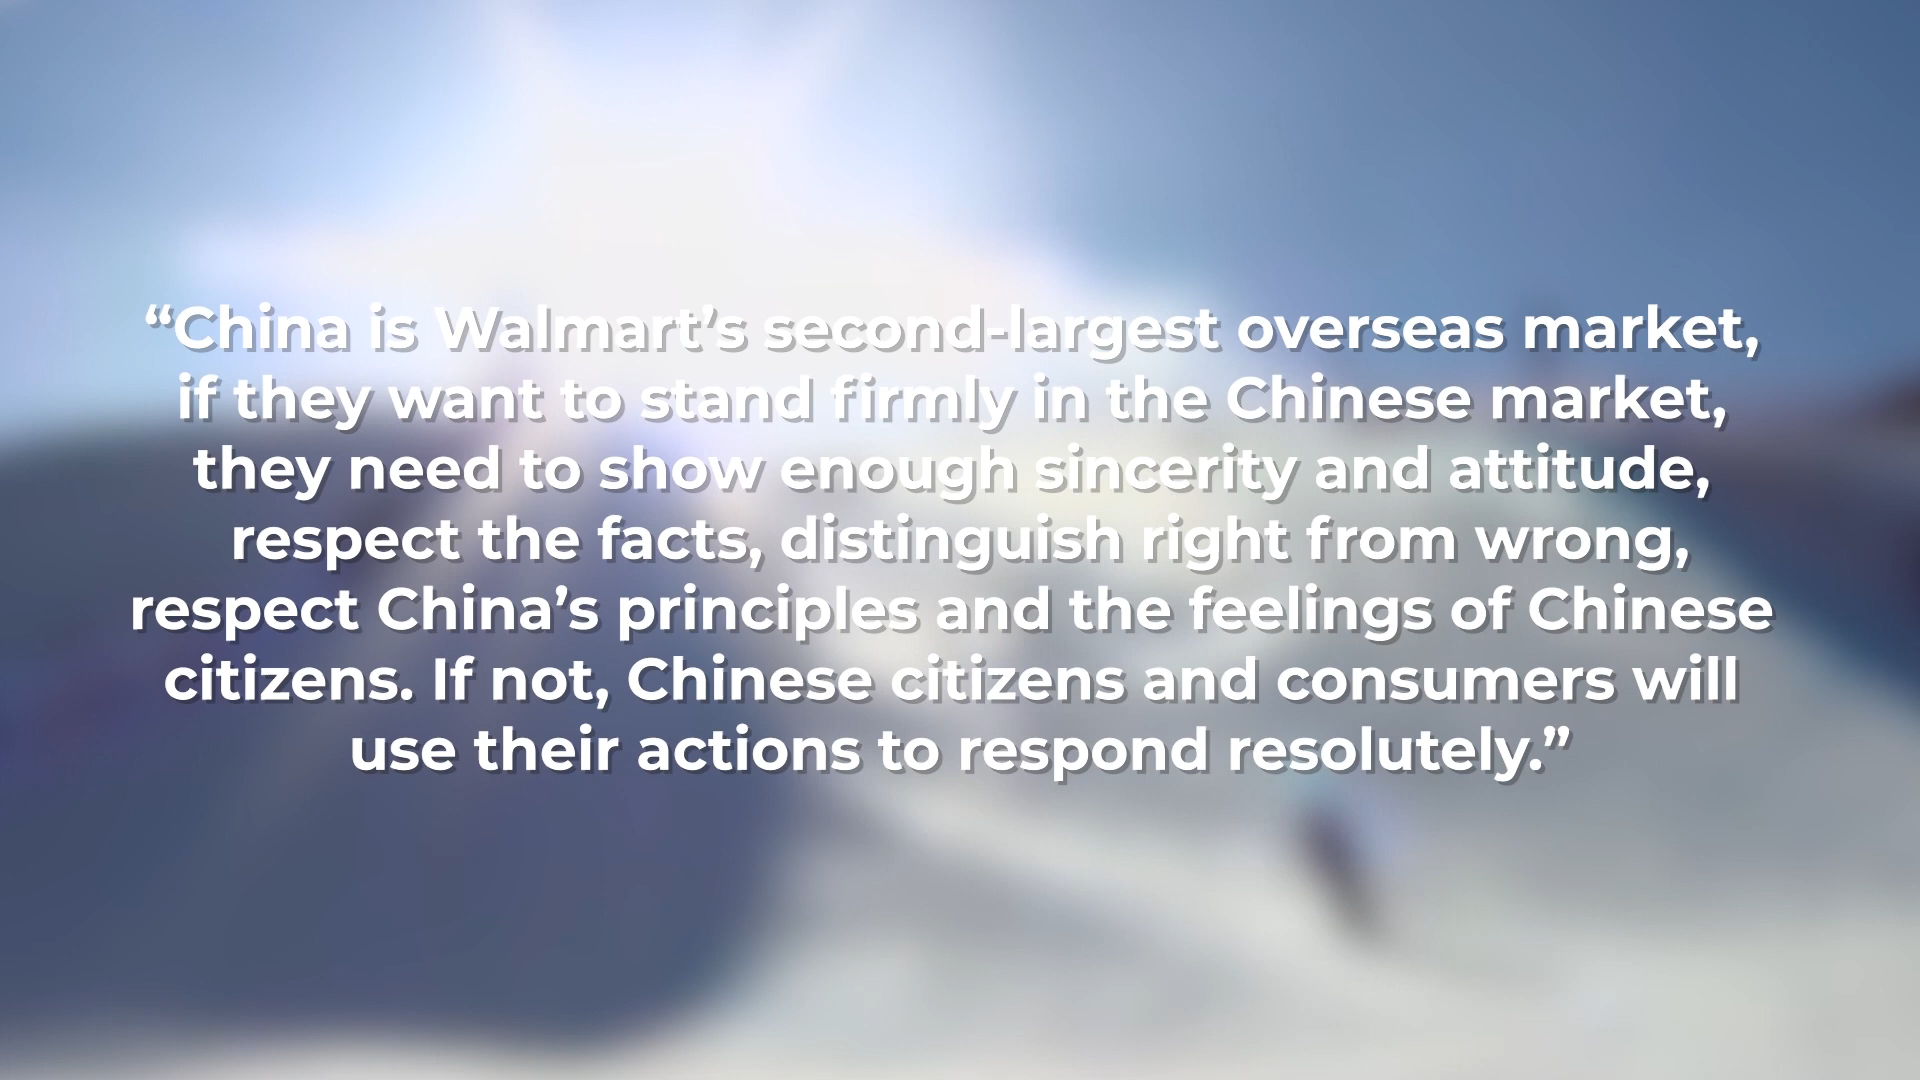 “China is Walmart’s second-largest overseas market,
if they want to stand firmly in the Chinese market,
they need to show enough sincerity and attitude,
respect the facts, distinguish right from wrong,
respect China’s principles and the feelings of Chinese
citizens. If not, Chinese citizens and consumers will
use their actions to respond resolutely.”